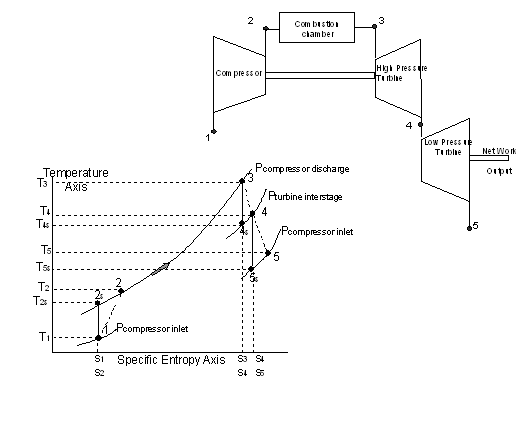 2
Combustion
chamber
3
Compressor
High Pressure
Turbine
1
4
Low Pressure
Turbine
Net Work
Output
5
Temperature
Axis
Pcompressor discharge
T3
3
Pturbine interstage
T4
4
T4s
4s
Pcompressor inlet
T5
5
T5s
5s
T2
2
T2s
2s
Pcompressor inlet
T1
1
S1
Specific Entropy Axis
S3
S4
S2
S4
S5